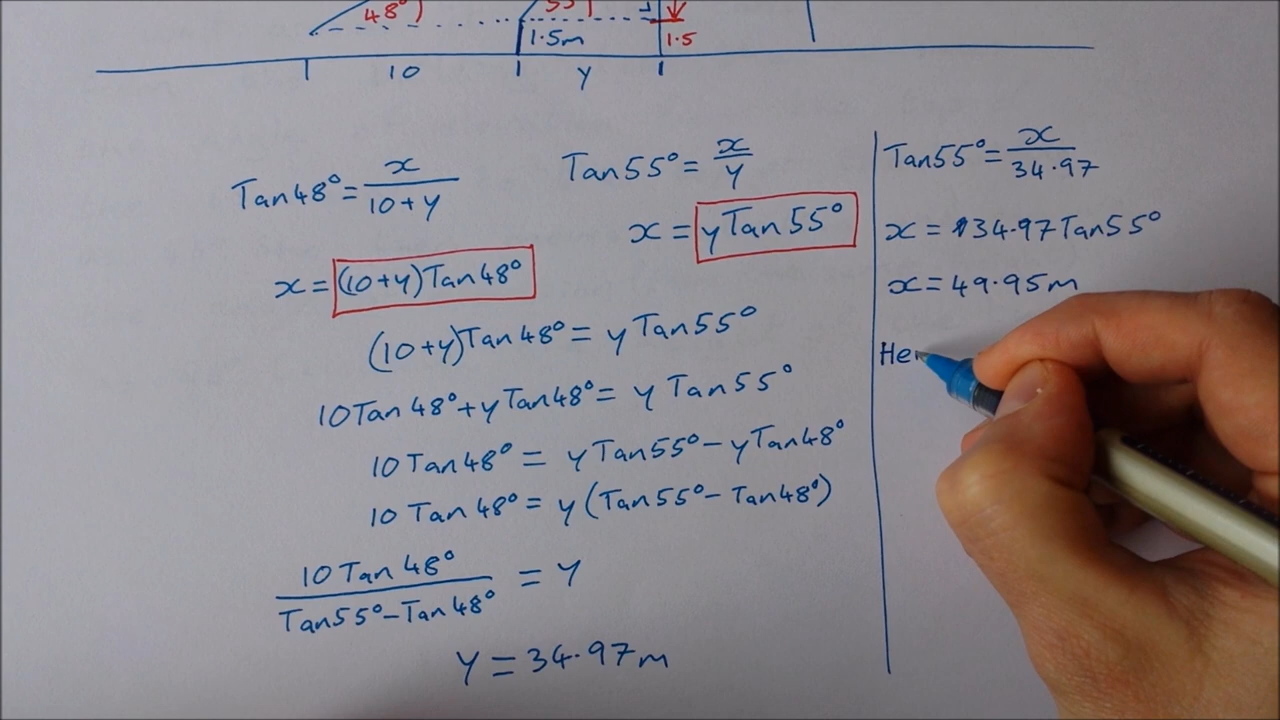 48°) 55
1.5m 1.5
10 y
Tan48° = x/(10+y)
x = (10+y)Tan48°
Tan55° = x/y
x = yTan55°
(10+y)Tan48° = yTan55°
10Tan48° + yTan48° = yTan55°
10Tan48° = yTan55° - yTan48°
10Tan48° = y(Tan55° - Tan48°)
10Tan48°/(Tan55° - Tan48°) = y
y = 34.97m
Tan55° = x/34.97
x = 34.97Tan55°
x = 49.95m
He